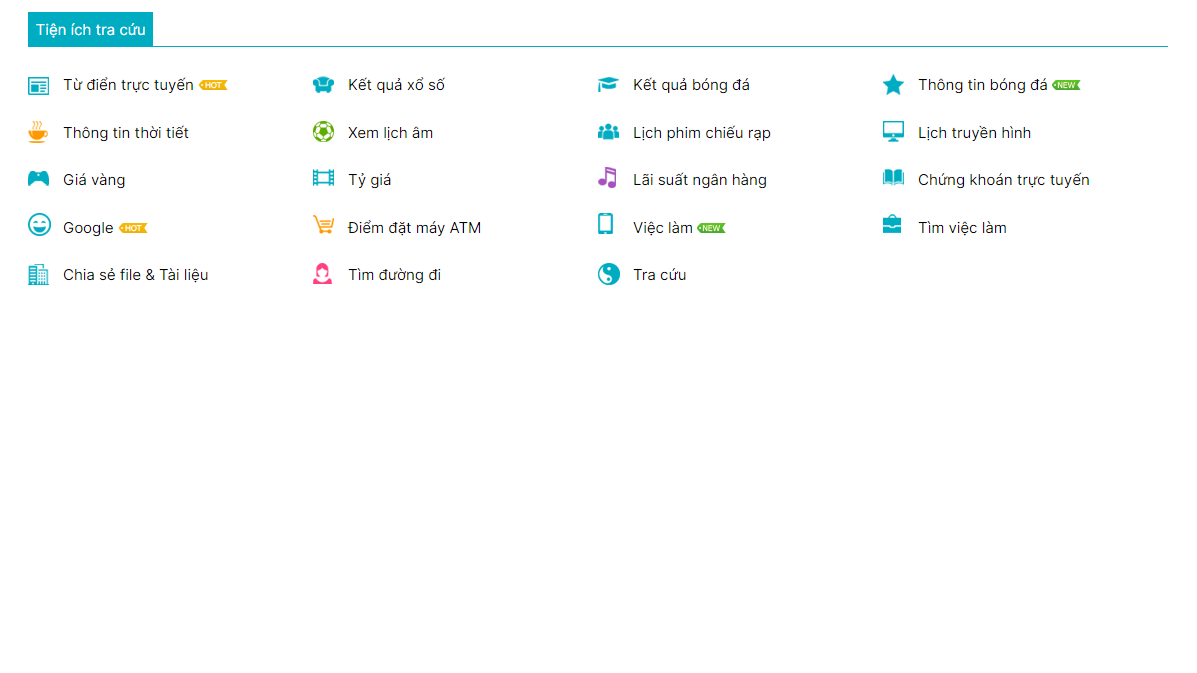 Tiện ích tra cứu
Từ điển trực tuyến HOT
Kết quả xổ số
Kết quả bóng đá
Thông tin bóng đá NEW
Thông tin thời tiết
Xem lịch âm
Lịch phim chiếu rạp
Lịch truyền hình
Giá vàng
Tỷ giá
Lãi suất ngân hàng
Chứng khoán trực tuyến
Google HOT
Điểm đặt máy ATM
Việc làm NEW
Tìm việc làm
Chia sẻ file & Tài liệu
Tìm đường đi
Tra cứu